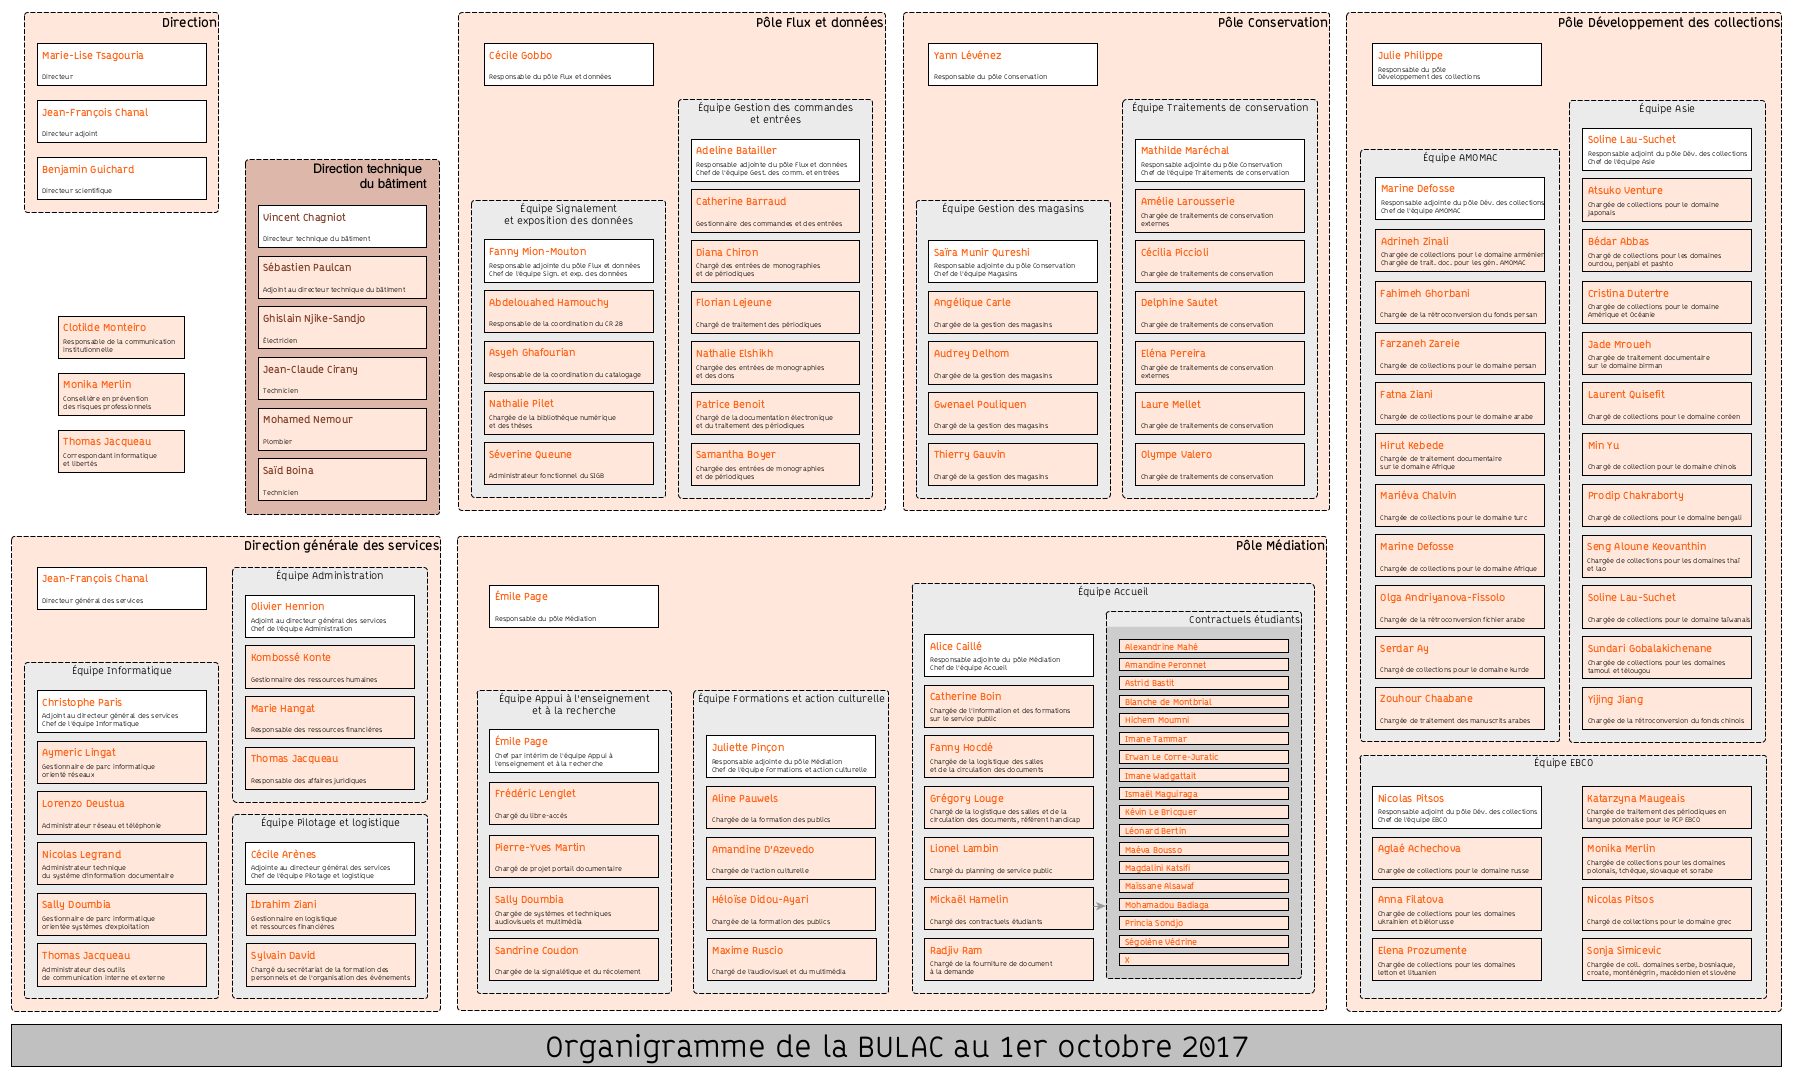 Direction
Marie-Lise Tsagouria
Directeur
Jean-François Chanal
Directeur adjoint
Benjamin Guichard
Directeur scientifique
Clotilde Monteiro
Responsable de la communication
institutionnelle
Monika Merlin
Conseillère en prévention
des risques professionnels
Thomas Jacqueau
Correspondant informatique
et libertés
Direction technique
du bâtiment
Vincent Chagniot
Directeur technique du bâtiment
Sébastien Paulcan
Adjoint au directeur technique du bâtiment
Ghislain Njike-Sandjo
Électricien
Jean-Claude Cirany
Technicien
Mohamed Nemour
Plombier
Saïd Boina
Technicien
Pôle Flux et données
Cécile Gobbo
Responsable du pôle Flux et données
Équipe Signalement
et exposition des données
Fanny Mion-Mouton
Responsable adjointe du pôle Flux et données
Chef de l'équipe Sign. et exp. des données
Abdelouahed Hamouchy
Responsable de la coordination du CR 28
Asyeh Ghafourian
Responsable de la coordination du catalogage
Nathalie Pilet
Chargée de la bibliothèque numérique
et des thèses
Séverine Queune
Administrateur fonctionnel du SIGB
Équipe Gestion des commandes
et entrées
Adeline Batailler
Responsable adjointe du pôle Flux et données
Chef de l'équipe Gest. des comm. et entrées
Catherine Barraud
Gestionnaire des commandes et des entrées
Diana Chiron
Chargé des entrées de monographies
et de périodiques
Florian Lejeune
Chargé de traitement des périodiques
Nathalie Elshikh
Chargée des entrées de monographies
et des dons
Patrice Benoit
Chargé de la documentation électronique
et du traitement des périodiques
Samantha Boyer
Chargée des entrées de monographies
et de périodiques
Pôle Conservation
Yann Lévénez
Responsable du pôle Conservation
Équipe Gestion des magasins
Saïra Munir Qureshi
Responsable adjointe du pôle Conservation
Chef de l'équipe Magasins
Angélique Carle
Chargée de la gestion des magasins
Audrey Delhom
Chargée de la gestion des magasins
Gwenael Pouliquen
Chargé de la gestion des magasins
Thierry Gauvin
Chargé de la gestion des magasins
Équipe Traitements de conservation
Mathilde Maréchal
Responsable adjointe du pôle Conservation
Chef de l'équipe Traitements de conservation
Amélie Larousserie
Chargée de traitements de conservation
externes
Cécilia Piccioli
Chargée de traitements de conservation
Delphine Sautet
Chargée de traitements de conservation
Eléna Pereira
Chargée de traitements de conservation
externes
Laure Mellet
Chargée de traitements de conservation
Olympe Valero
Chargée de traitements de conservation
Pôle Développement des collections
Julie Philippe
Responsable du pôle
Développement des collections
Équipe AMOMAC
Marine Defosse
Responsable adjointe du pôle Dév. des collections
Chef de l'équipe AMOMAC
Adrineh Zinali
Chargée de collections pour le domaine arménien
Chargée de trait. doc. pour les gén. AMOMAC
Fahimeh Ghorbani
Chargée de la rétroconversion du fonds persan
Farzaneh Zareie
Chargée de collections pour le domaine persan
Fatna Ziani
Chargée de collections pour le domaine arabe
Hirut Kebede
Chargée de traitement documentaire
sur le domaine Afrique
Mariéva Chalvin
Chargée de collections pour le domaine turc
Marine Defosse
Chargée de collections pour le domaine Afrique
Olga Andriyanova-Fissolo
Chargée de la rétroconversion fichier arabe
Serdar Ay
Chargé de collections pour le domaine kurde
Zouhour Chaabane
Chargée de traitement des manuscrits arabes
Équipe Asie
Soline Lau-Suchet
Responsable adjoint du pôle Dév. des collections
Chef de l'équipe Asie
Atsuko Venture
Chargée de collections pour le domaine
japonais
Bédar Abbas
Chargé de collections pour les domaines
ourdou, penjabi et pashto
Cristina Dutertre
Chargée de collections pour le domaine
Amérique et Océanie
Jade Mroueh
Chargée de traitement documentaire
sur le domaine birman
Laurent Quisefit
Chargé de collections pour le domaine coréen
Min Yu
Chargé de collection pour le domaine chinois
Prodip Chakraborty
Chargé de collections pour le domaine bengali
Seng Aloune Keovanthin
Chargée de collections pour les domaines thaï
et lao
Soline Lau-Suchet
Chargée de collections pour le domaine taïwanais
Sundari Gobalakichenane
Chargée de collections pour les domaines
tamoul et télougou
Yijing Jiang
Chargée de la rétroconversion du fonds chinois
Équipe EBCO
Nicolas Pitsos
Responsable adjoint du pôle Dév. des collections
Chef de l'équipe EBCO
Aglaé Achechova
Chargée de collections pour le domaine russe
Anna Filatova
Chargée de collections pour les domaines
ukrainien et biélorusse
Elena Prozumente
Chargée de collections pour les domaines
letton et lituanien
Katarzyna Maugeais
Chargée de traitement des périodiques en
langue polonaise pour le PCP EBCO
Monika Merlin
Chargée de collections pour les domaines
polonais, tchèque, slovaque et sorabe
Nicolas Pitsos
Chargé de collections pour le domaine grec
Sonja Simicevic
Chargée de coll. domaines serbe, bosniaque,
croate, monténégrin, macédonien et slovène
Direction générale des services
Jean-François Chanal
Directeur général des services
Équipe Informatique
Christophe Paris
Adjoint au directeur général des services
Chef de l'équipe Informatique
Aymeric Lingat
Gestionnaire de parc informatique
orienté réseaux
Lorenzo Deustua
Administrateur réseau et téléphonie
Nicolas Legrand
Administrateur technique
du système d'information documentaire
Sally Doumbia
Gestionnaire de parc informatique
orientée systèmes d'exploitation
Thomas Jacqueau
Administrateur des outils
de communication interne et externe
Équipe Administration
Olivier Henrion
Adjoint au directeur général des services
Chef de l'équipe Administration
Kombossé Konte
Gestionnaire des ressources humaines
Marie Hangat
Responsable des ressources financières
Thomas Jacqueau
Responsable des affaires juridiques
Équipe Pilotage et logistique
Cécile Arènes
Adjointe au directeur général des services
Chef de l'équipe Pilotage et logistique
Ibrahim Ziani
Gestionnaire en logistique
et ressources financières
Sylvain David
Chargé du secrétariat de la formation des
personels et de l'organisation des événements
Pôle Médiation
Émile Page
Responsable du pôle Médiation
Équipe Appui à l'enseignement
et à la recherche
Émile Page
Chef par intérim de l'équipe Appui à
l'enseignement et à la recherche
Frédéric Lenglet
Chargé du libre-accès
Pierre-Yves Martin
Chargé de projet portail documentaire
Sally Doumbia
Chargée de systèmes et techniques
audiovisuels et multimédia
Sandrine Coudon
Chargée de la signalétique et du récolement
Équipe Formations et action culturelle
Juliette Pinçon
Responsable adjointe du pôle Médiation
Chef de l'équipe Formations et action culturelle
Aline Pauwels
Chargée de la formation des publics
Amandine D'Azevedo
Chargée de l'action culturelle
Héloïse Didou-Ayari
Chargée de la formation des publics
Maxime Ruscio
Chargé de l'audiovisuel et du multimédia
Équipe Accueil
Alice Caillé
Responsable adjointe du pôle Médiation
Chef de l'équipe Accueil
Catherine Boin
Chargée de l'information et des formations
sur le service public
Fanny Hocdé
Chargée de la logistique des salles
et de la circulation des documents
Grégory Louge
Chargé de la logistique des salles et de la
circulation des documents, référent handicap
Lionel Lambin
Chargé du planning de service public
Mickaël Hamelin
Chargé des contractuels étudiants
Radjiv Ram
Chargé de la fourniture de document
à la demande
Contractuels étudiants
Alexandrine Mahé
Amandine Peronnet
Astrid Bastit
Blanche de Montbrial
Hichem Moumni
Imane Tammar
Erwan Le Corre-Juratic
Imane Wadgattait
Ismaël Maguiraga
Kévin Le Bricquer
Léonard Bertin
Maëva Bousso
Magdalini Katsifi
Maïssane Alsawaf
Mohamadou Badiaga
Princia Sondjo
Ségolène Védrine
X
Organigramme de la BULAC au 1er octobre 2017